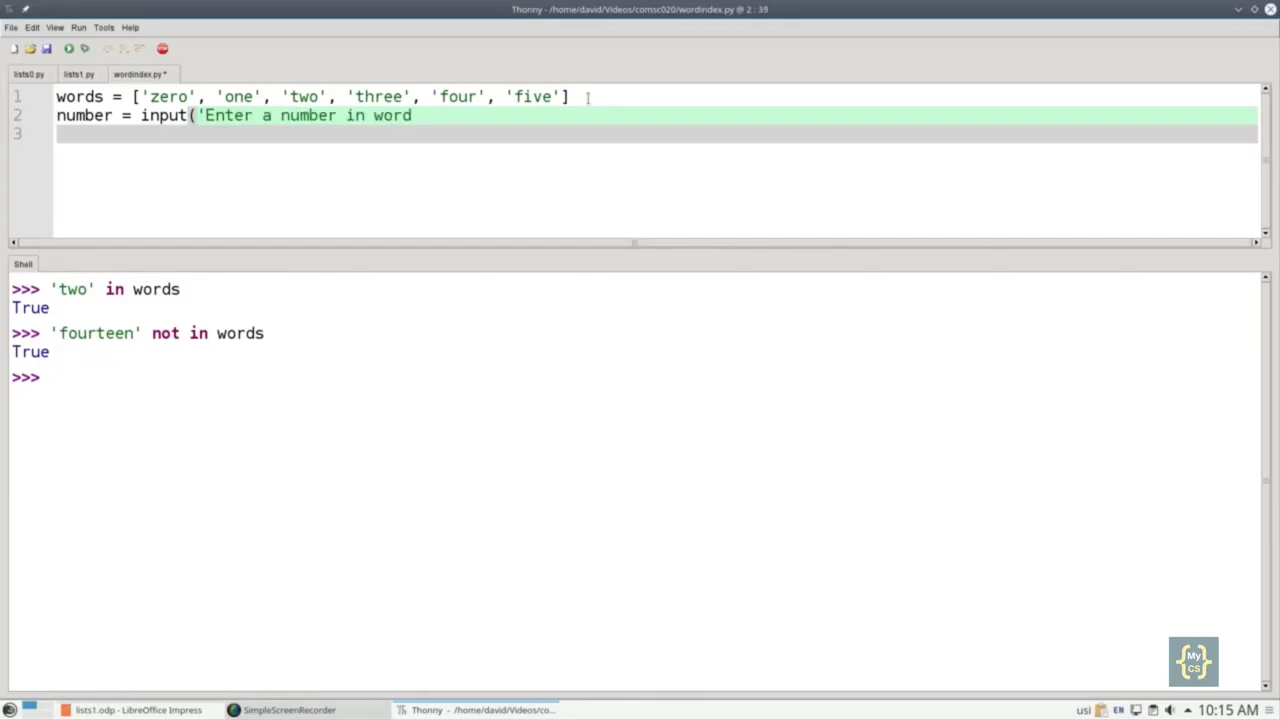 Thonny - /home/david/Videos/comsc020/wordindex.py @ 2 : 39
File Edit View Run Tools Help
lists0.py lists1.py wordindex.py *
1 words = ['zero', 'one', 'two', 'three', 'four', 'five']
2 number = input('Enter a number in word
3
Shell
>>> 'two' in words
True
>>> 'fourteen' not in words
True
>>>
{My CS}
lists1.odp - LibreOffice Impress SimpleScreenRecorder Thonny - /home/david/Videos/co... usi EN 10:15 AM